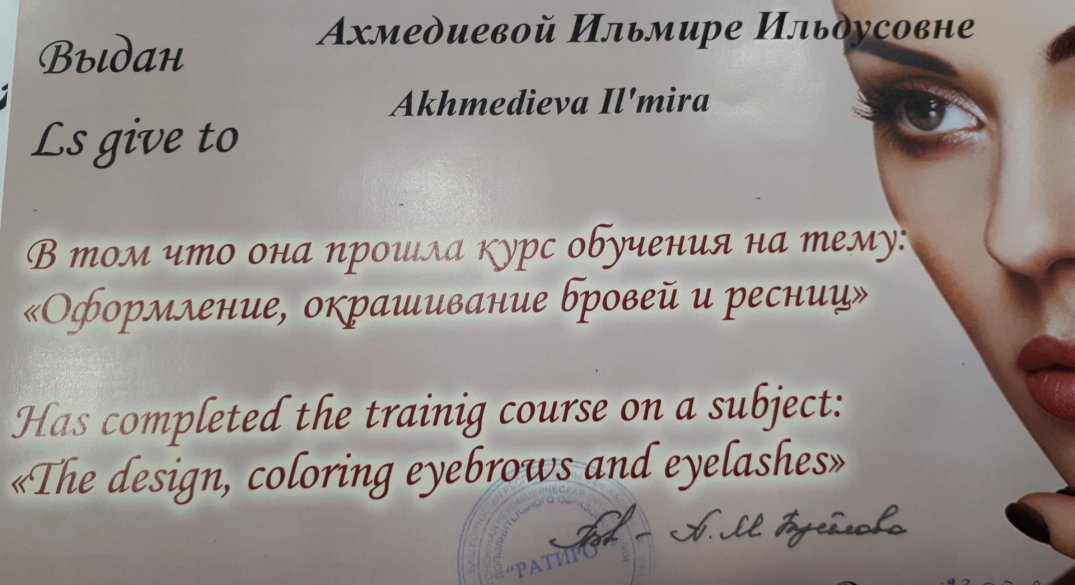 Ахмедиевой Ильмире Ильдусовне
Выдан
Akhmedieva Il'mira
Ls give to
В том что она прошла курс обучения на тему:
«Оформление, окрашивание бровей и ресниц»
Has completed the trainig course on a subject:
«The design, coloring eyebrows and eyelashes»
А. М.
"РАТИРО"